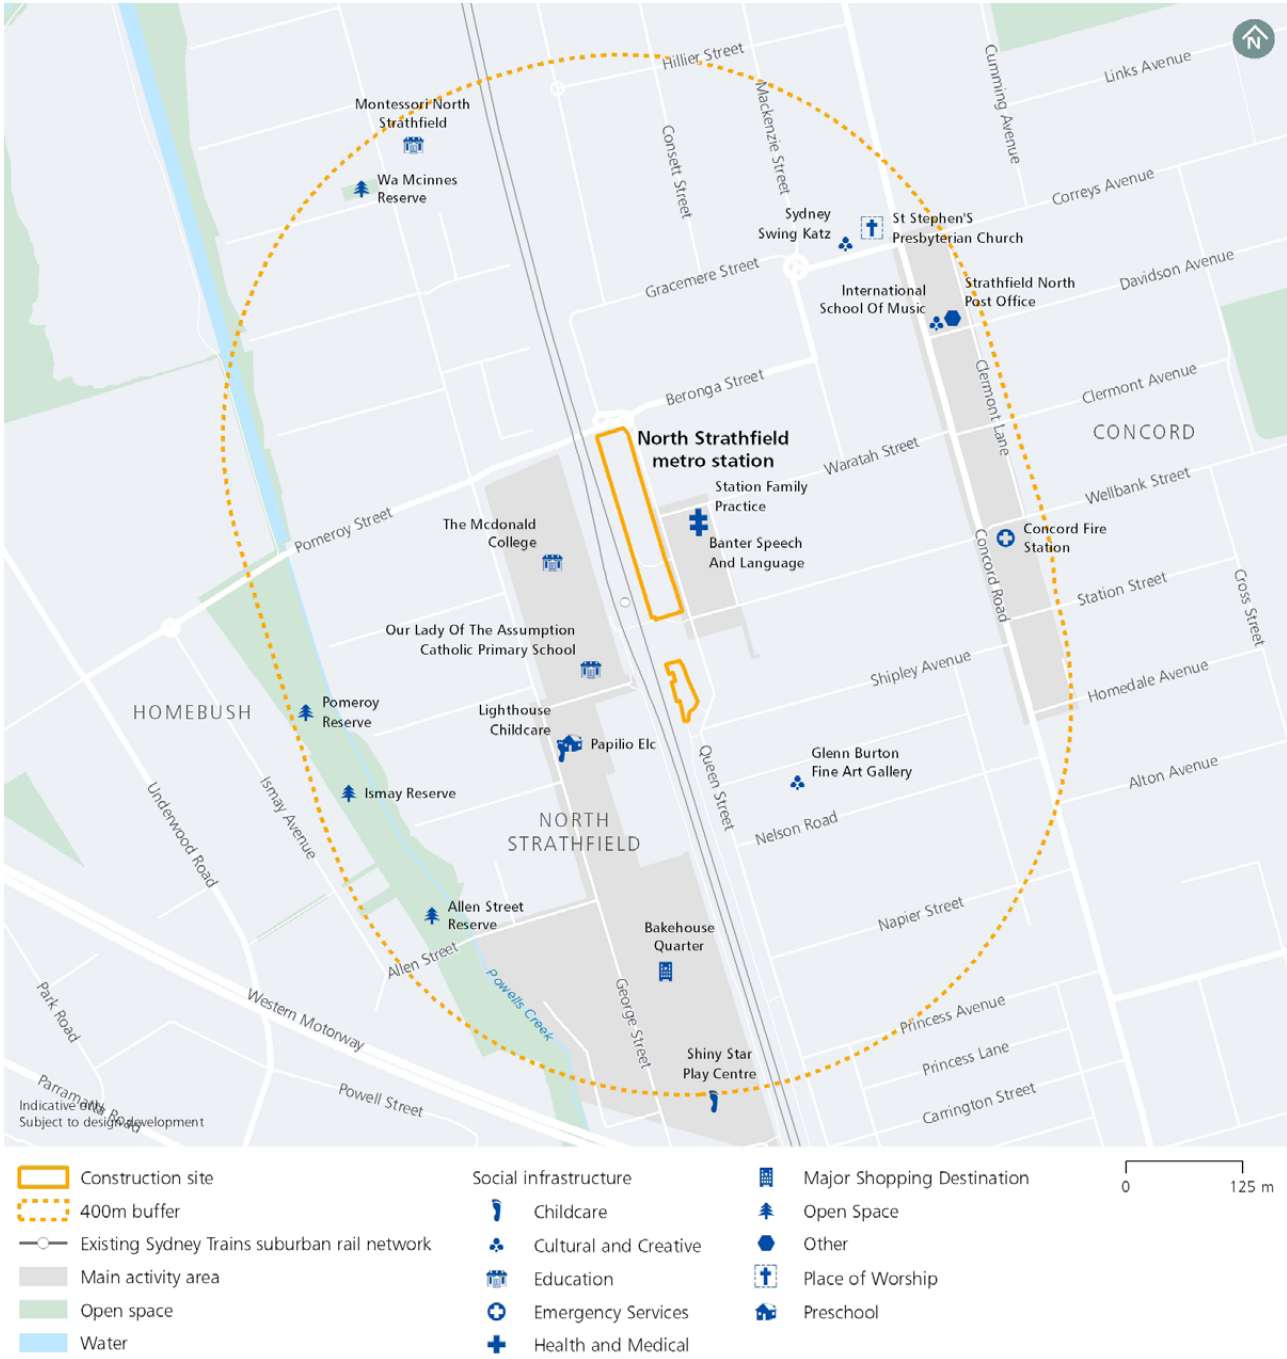 N
Hillier Street
Links Avenue
Cumming Avenue
Mackenzie Street
Consett Street
Montessori North
Strathfield
Wa Mcinnes
Reserve
Correys Avenue
Sydney
Swing Katz
St Stephen'S
Presbyterian Church
Gracemere Street
Davidson Avenue
International
School Of Music
Strathfield North
Post Office
Beronga Street
Clermont Lane
Clermont Avenue
CONCORD
North Strathfield
metro station
Waratah Street
Wellbank Street
Station Family
Practice
Pomeroy Street
The Mcdonald
College
Banter Speech
And Language
Concord Fire
Station
Concord Road
Station Street
Cross Street
Our Lady Of The Assumption
Catholic Primary School
Shipley Avenue
Homedale Avenue
HOMEBUSH
Pomeroy
Reserve
Lighthouse
Childcare
Papilio Elc
Queen Street
Glenn Burton
Fine Art Gallery
Alton Avenue
Underwood Road
Ismay Avenue
Ismay Reserve
NORTH
STRATHFIELD
Nelson Road
Allen Street
Reserve
Napier Street
Bakehouse
Quarter
Allen Street
Powells Creek
George Street
Park Road
Western Motorway
Princess Avenue
Princess Lane
Shiny Star
Play Centre
Carrington Street
Parramatta Road
Powell Street
Indicative only
Subject to design development
Construction site
400m buffer
Existing Sydney Trains suburban rail network
Main activity area
Open space
Water
Social infrastructure
Childcare
Cultural and Creative
Education
Emergency Services
Health and Medical
Major Shopping Destination
Open Space
Other
Place of Worship
Preschool
0 125 m